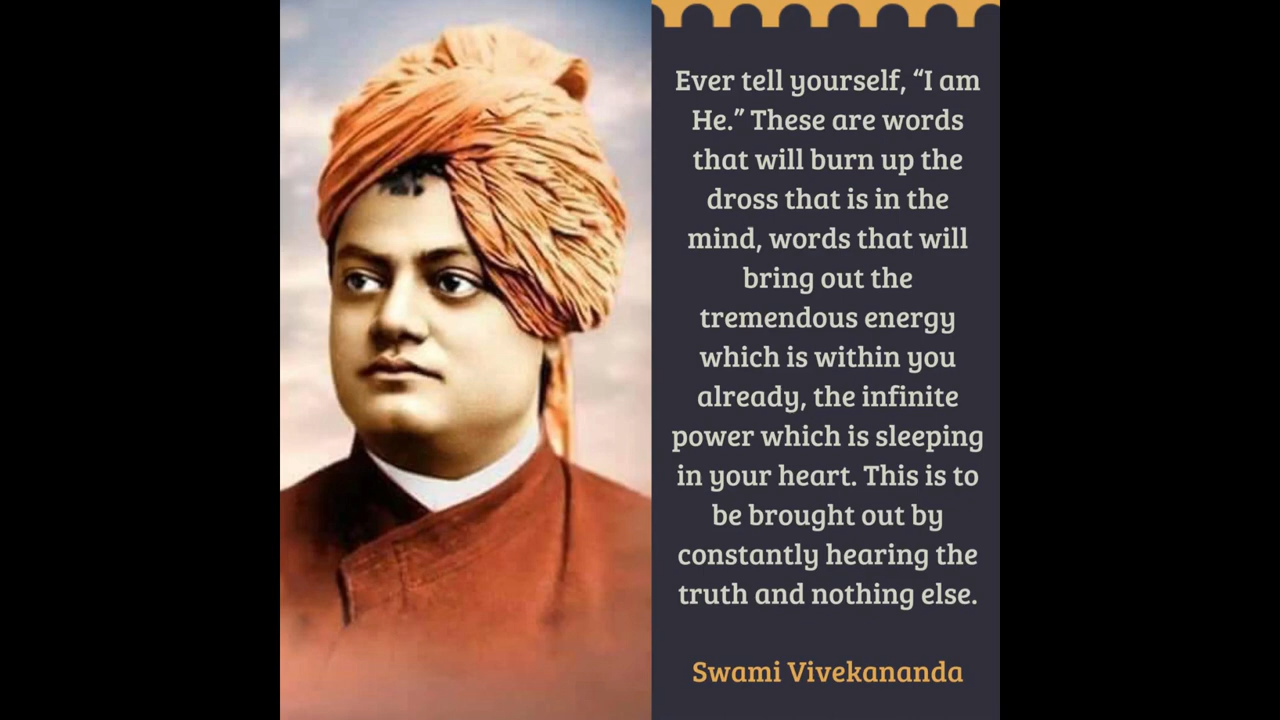 Ever tell yourself, “I am
He.” These are words
that will burn up the
dross that is in the
mind, words that will
bring out the
tremendous energy
which is within you
already, the infinite
power which is sleeping
in your heart. This is to
be brought out by
constantly hearing the
truth and nothing else.
Swami Vivekananda